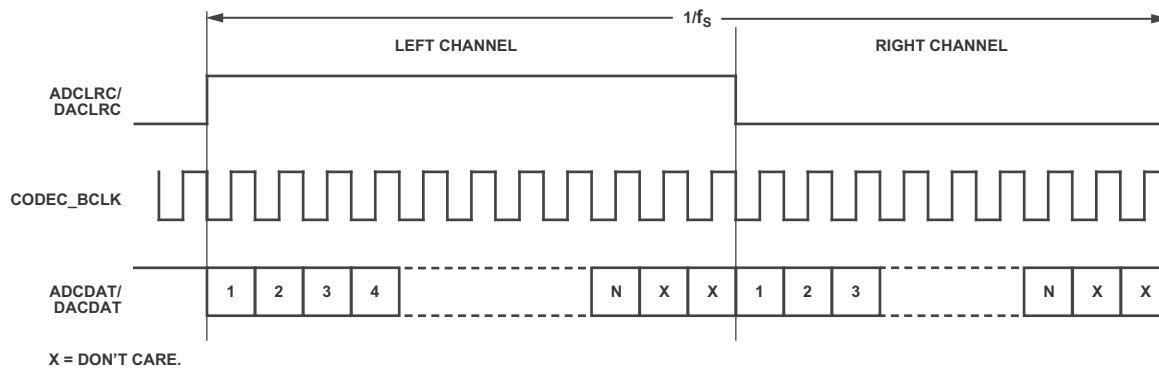 1/fS
LEFT CHANNEL RIGHT CHANNEL
ADCLRC/
DACLRC
CODEC_BCLK
ADCDAT/
DACDAT
1 2 3 4 N X X 1 2 3 N X X
X = DON'T CARE.